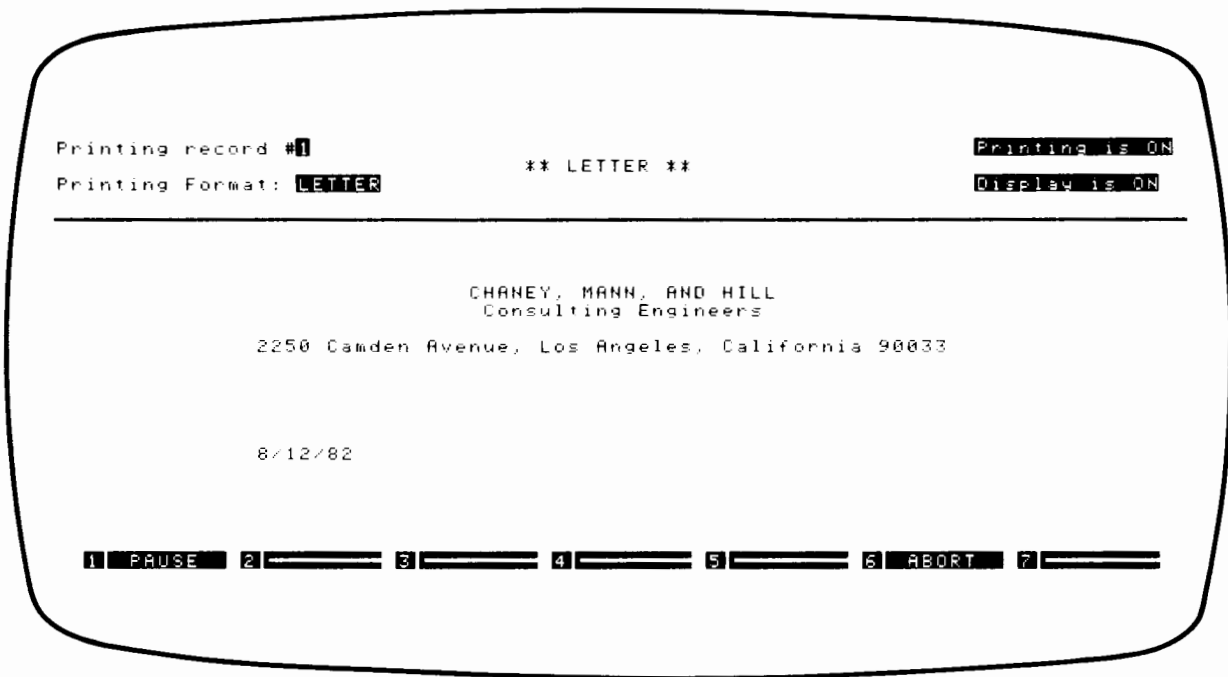 Printing record #1
** LETTER **
Printing is ON
Printing Format: LETTER
Display is ON
CHANEY, MANN, AND HILL
Consulting Engineers
2250 Camden Avenue, Los Angeles, California 90033
8/12/82
1 PAUSE 2 3 4 5 6 ABORT 7